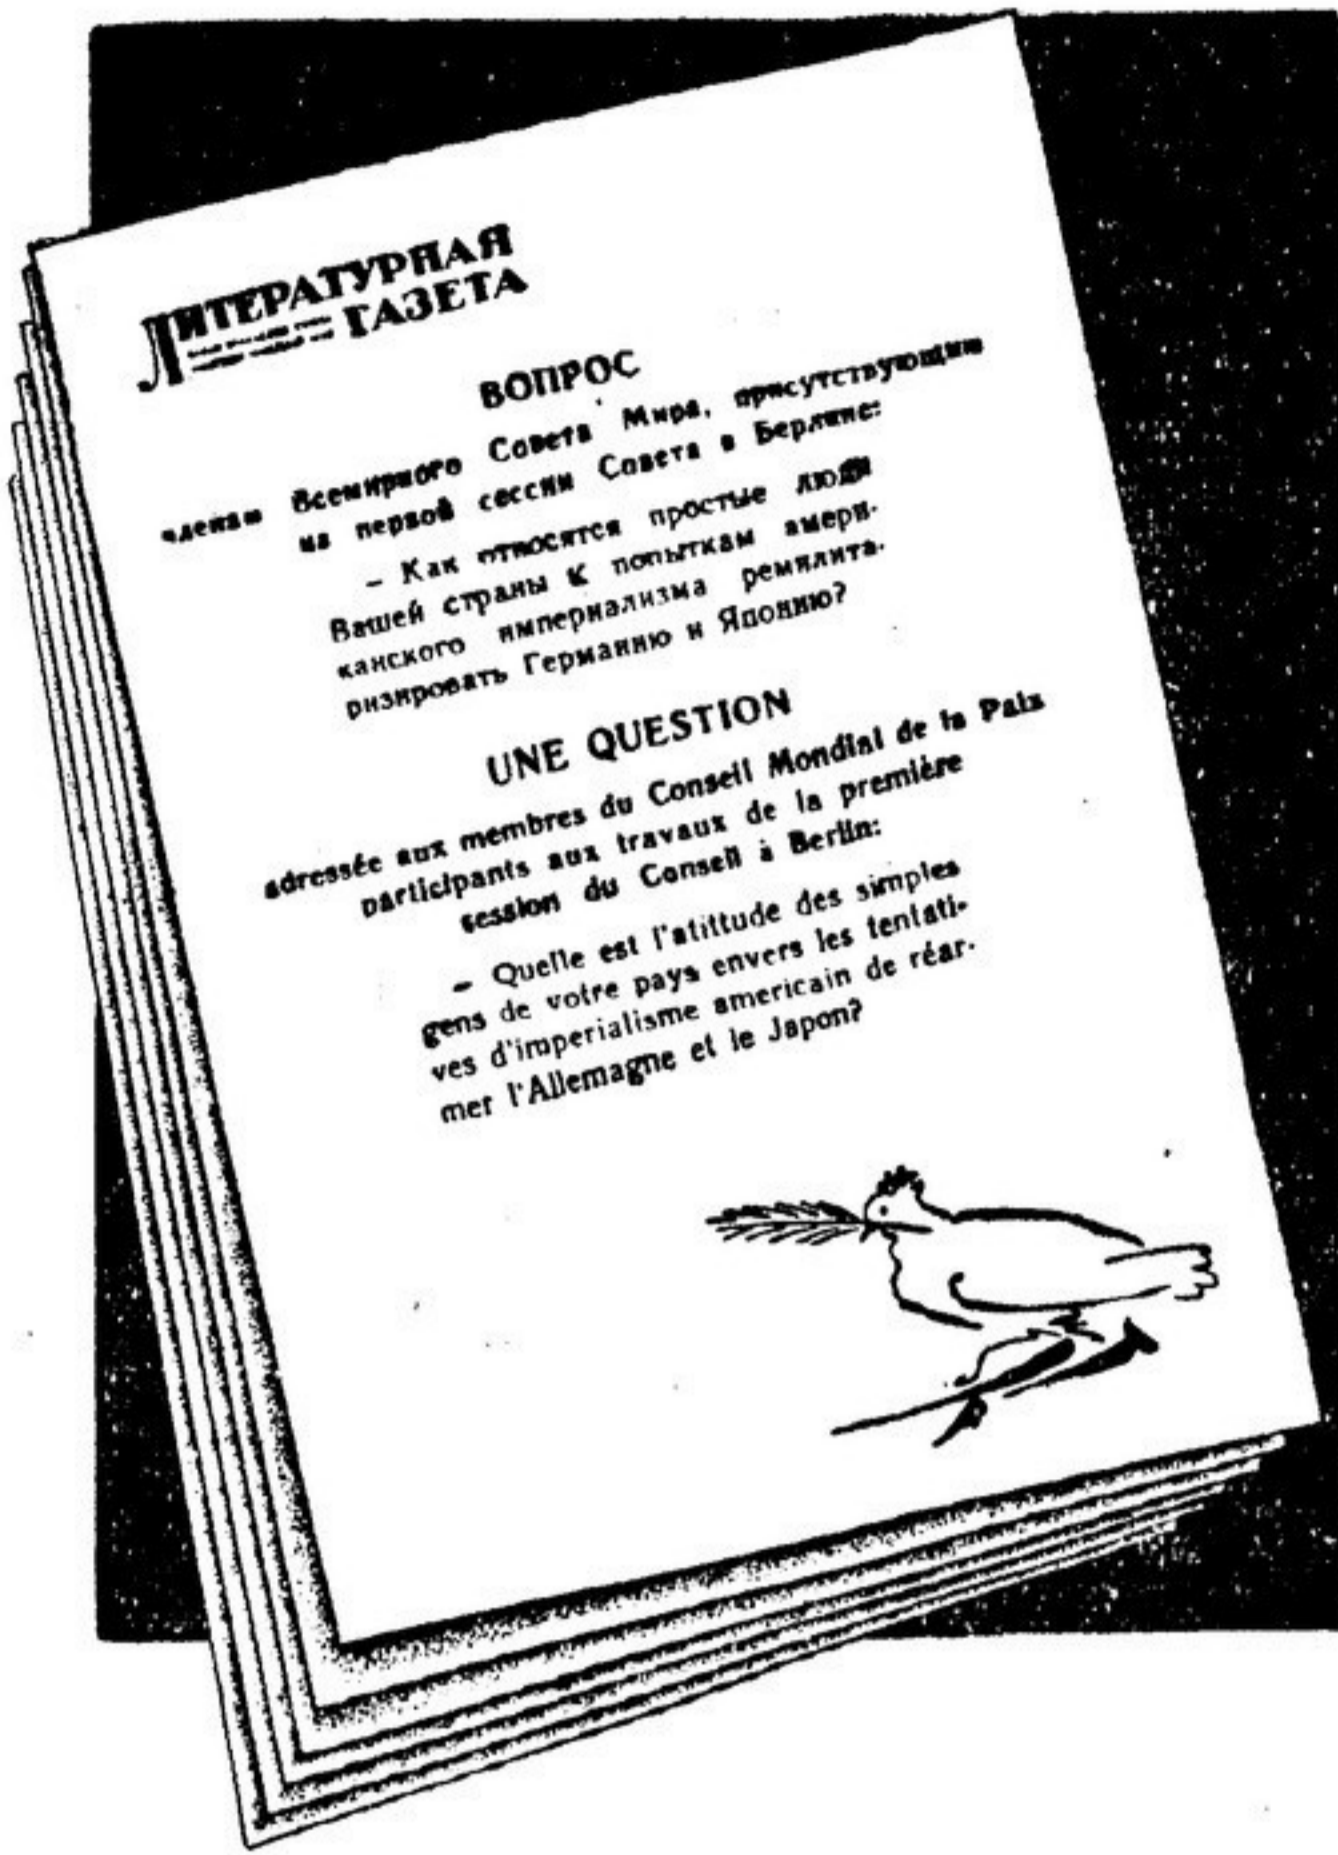 ЛИТЕРАТУРНАЯ
ГАЗЕТА
ВОПРОС
членам Всемирного Совета Мира, присутствующим
на первой сессии Совета в Берлине:
— Как относятся простые люди
Вашей страны к попыткам амери-
канского империализма ремилита-
ризировать Германию и Японию?
UNE QUESTION
adressée aux membres du Conseil Mondial de la Paix
participants aux travaux de la première
session du Conseil à Berlin:
— Quelle est l'atittude des simples
gens de votre pays envers les tentati-
ves d'imperialisme americain de réar-
mer l'Allemagne et le Japon?